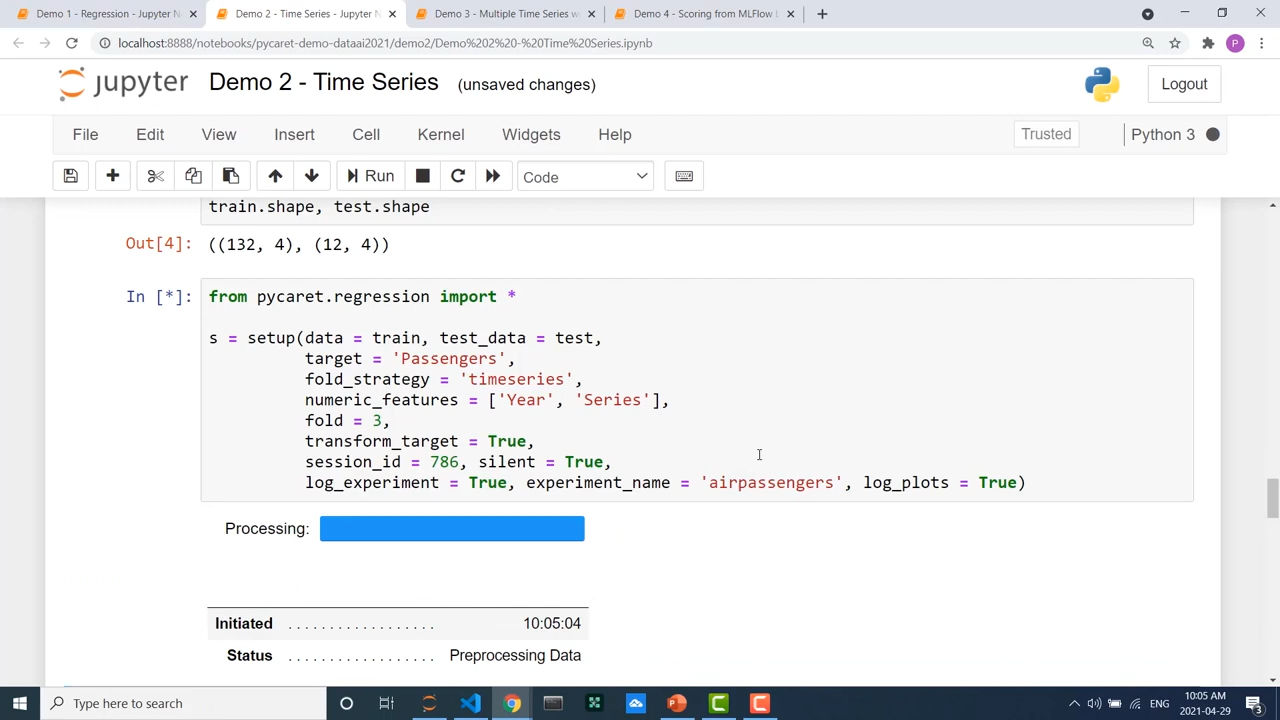 Demo 1 - Regression - Jupyter N
Demo 2 - Time Series - Jupyter N
Demo 3 - Multiple Time Series w
Demo 4 - Scoring from MLFlow L
localhost:8888/notebooks/pycaret-demo-dataai2021/demo2/Demo%202%20-%20Time%20Series.ipynb
P
jupyter Demo 2 - Time Series (unsaved changes)
Logout
File Edit View Insert Cell Kernel Widgets Help
Trusted
Python 3
Run
Code
train.shape, test.shape
Out[4]: ((132, 4), (12, 4))
In [*]: from pycaret.regression import *
s = setup(data = train, test_data = test,
target = 'Passengers',
fold_strategy = 'timeseries',
numeric_features = ['Year', 'Series'],
fold = 3,
transform_target = True,
session_id = 786, silent = True,
log_experiment = True, experiment_name = 'airpassengers', log_plots = True)
Processing:
Initiated . . . . . . . . . . . . . . . . . . 10:05:04
Status . . . . . . . . . . . . . . . . . . Preprocessing Data
Type here to search
ENG
10:05 AM
2021-04-29
3